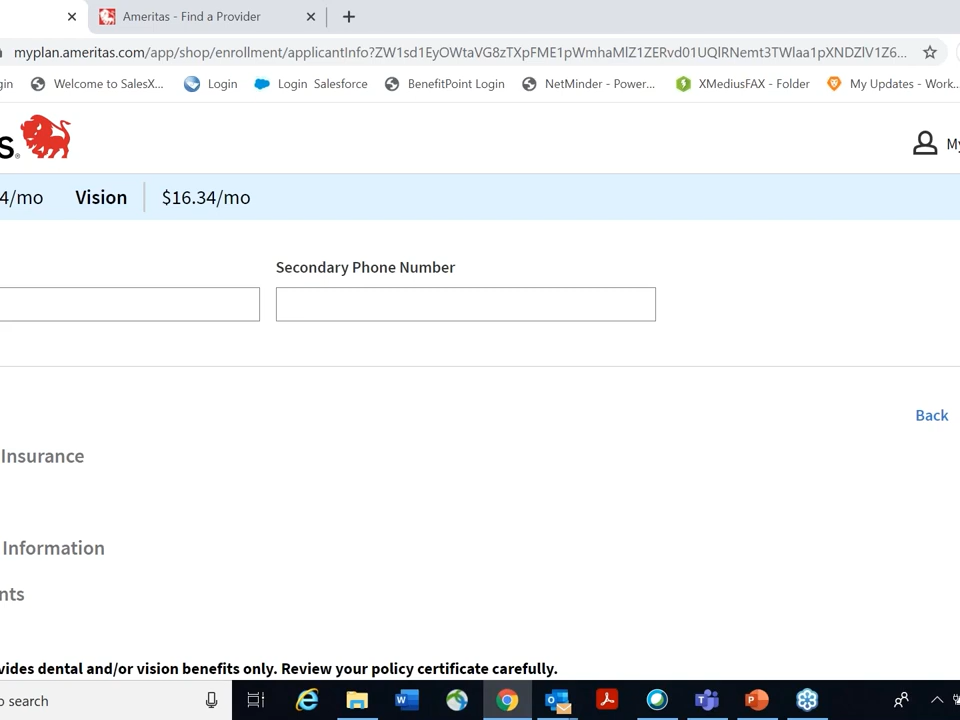 Ameritas - Find a Provider
myplan.ameritas.com/app/shop/enrollment/applicantInfo?ZW1sd1EyOWtaVG8zTXpFME1pWmhaMlZ1ZERvd01UQlRNemt3TWlaa1pXNDZlV1Z6...
gin Welcome to SalesX... Login Login Salesforce BenefitPoint Login NetMinder - Power... XMediusFAX - Folder My Updates - Work...
s® My
4/mo Vision $16.34/mo
Secondary Phone Number
Back
Insurance
Information
nts
vides dental and/or vision benefits only. Review your policy certificate carefully.
o search